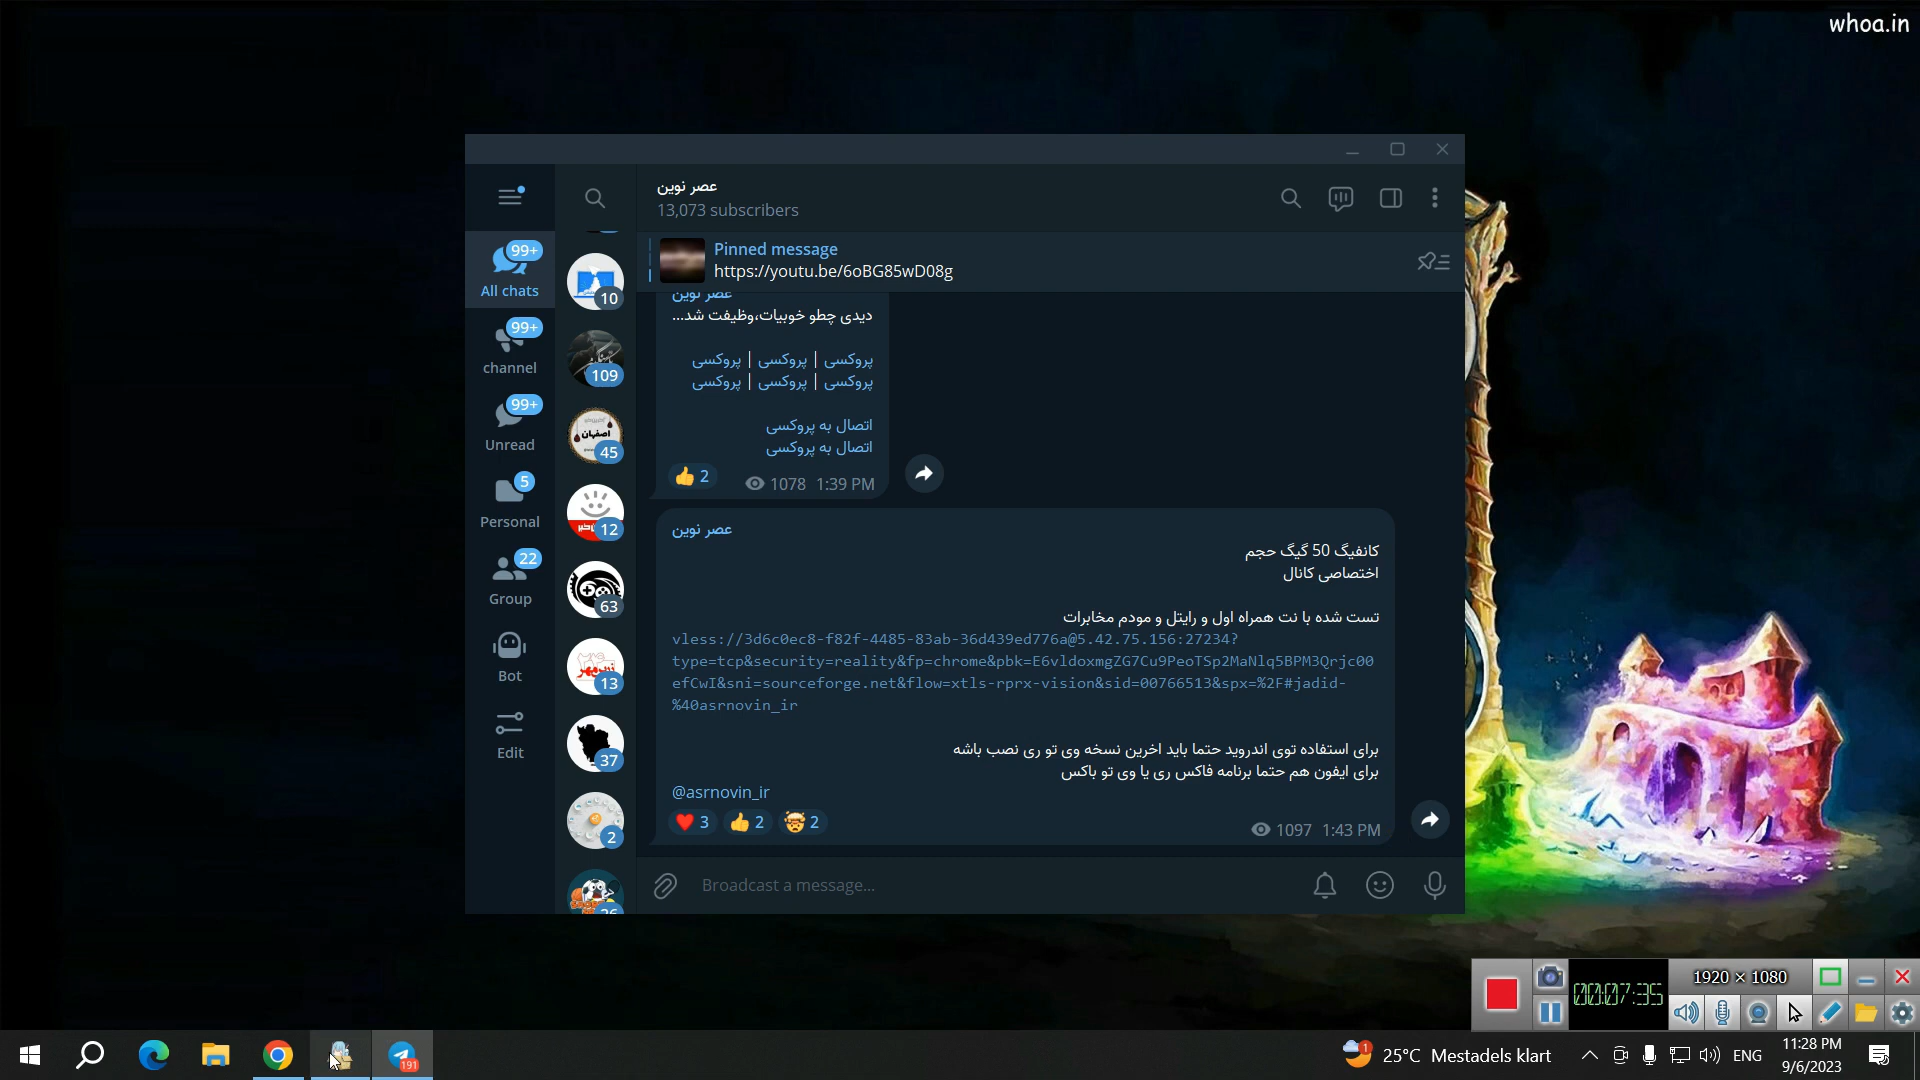 whoa.in
عصر نوین
13,073 subscribers
Pinned message
https://youtu.be/6oBG85wD08g
99+
All chats
99+
channel
99+
Unread
5
Personal
22
Group
Bot
Edit
10
109
اصفهان
45
12
63
13
37
2
26
عصر نوین
دیدی چطو خوبیات،وظیفت شد...
پروکسی | پروکسی | پروکسی
پروکسی | پروکسی | پروکسی
اتصال به پروکسی
اتصال به پروکسی
2
1078 1:39 PM
عصر نوین
کانفیگ 50 گیگ حجم
اختصاصی کانال
تست شده با نت همراه اول و رایتل و مودم مخابرات
vless://3d6c0ec8-f82f-4485-83ab-36d439ed776a@5.42.75.156:27234?
type=tcp&security=reality&fp=chrome&pbk=E6vldoxmgZG7Cu9PeoTSp2MaNlq5BPM3Qrjc00
efCwI&sni=sourceforge.net&flow=xtls-rprx-vision&sid=00766513&spx=%2F#jadid-
%40asrnovin_ir
برای استفاده توی اندروید حتما باید اخرین نسخه وی تو ری نصب باشه
برای ایفون هم حتما برنامه فاکس ری یا وی تو باکس
@asrnovin_ir
3 2 2
1097 1:43 PM
Broadcast a message...
00:07:35
1920 × 1080
191
1
25°C Mestadels klart
ENG
11:28 PM
9/6/2023